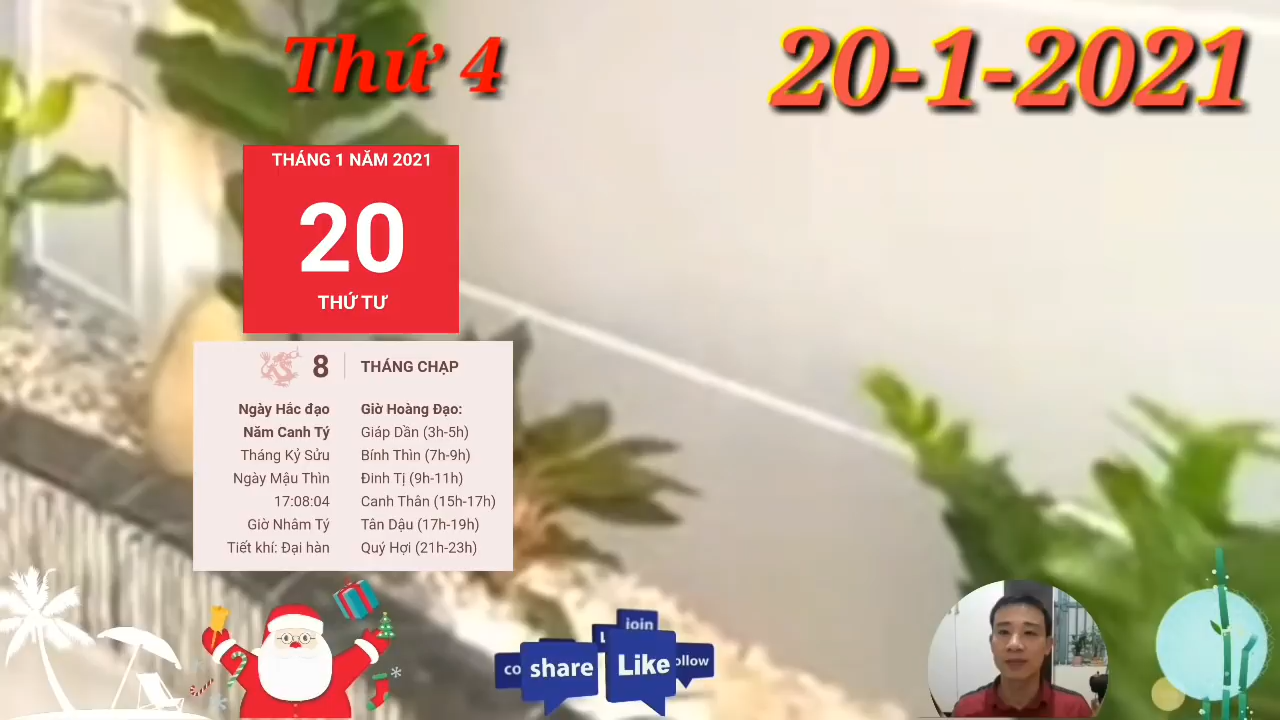 Thứ 4
20-1-2021
THÁNG 1 NĂM 2021
20
THỨ TƯ
8 THÁNG CHẠP
Ngày Hắc đạo
Năm Canh Tý
Tháng Kỷ Sửu
Ngày Mậu Thìn
17:08:04
Giờ Nhâm Tý
Tiết khí: Đại hàn
Giờ Hoàng Đạo:
Giáp Dần (3h-5h)
Bính Thìn (7h-9h)
Đinh Tị (9h-11h)
Canh Thân (15h-17h)
Tân Dậu (17h-19h)
Quý Hợi (21h-23h)
join
share
Like